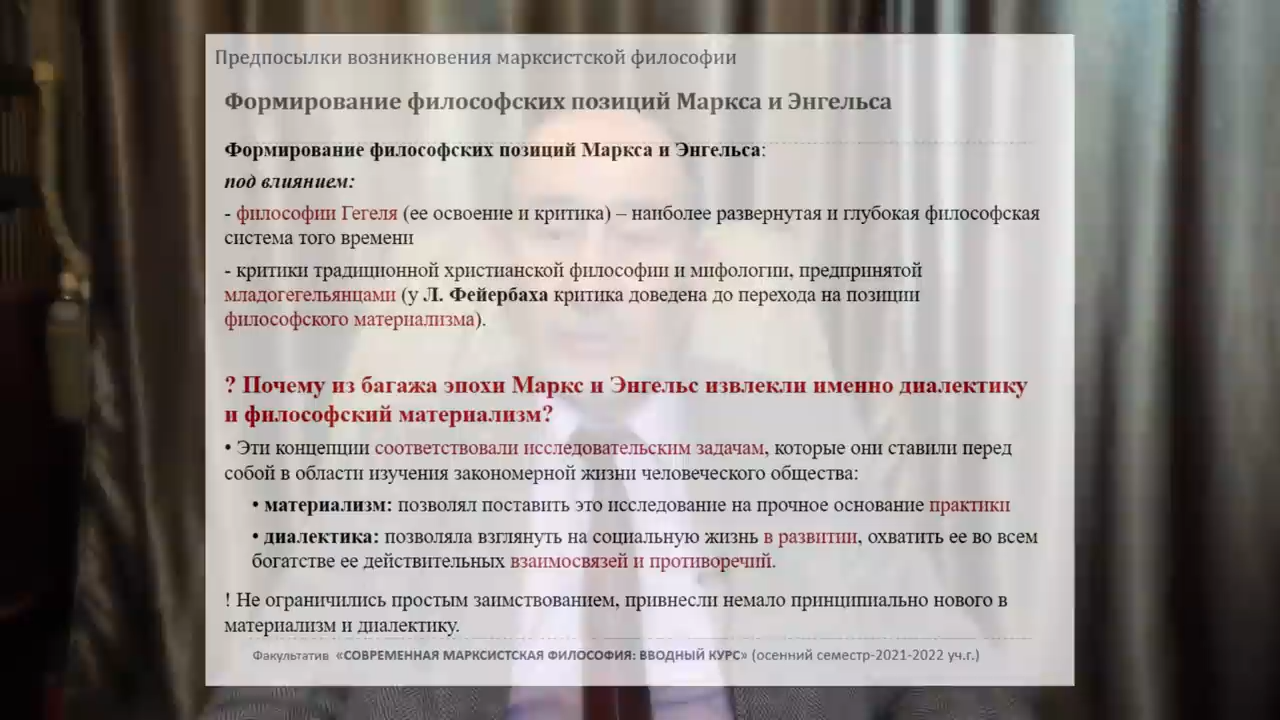 Предпосылки возникновения марксистской философии
Формирование философских позиций Маркса и Энгельса
Формирование философских позиций Маркса и Энгельса:
под влиянием:
- философии Гегеля (ее освоение и критика) – наиболее развернутая и глубокая философская
система того времени
- критики традиционной христианской философии и мифологии, предпринятой
младогегельянцами (у Л. Фейербаха критика доведена до перехода на позиции
философского материализма).
? Почему из багажа эпохи Маркс и Энгельс извлекли именно диалектику
и философский материализм?
• Эти концепции соответствовали исследовательским задачам, которые они ставили перед
собой в области изучения закономерной жизни человеческого общества:
• материализм: позволял поставить это исследование на прочное основание практики
• диалектика: позволяла взглянуть на социальную жизнь в развитии, охватить ее во всем
богатстве ее действительных взаимосвязей и противоречий.
! Не ограничились простым заимствованием, привнесли немало принципиально нового в
материализм и диалектику.
Факультатив «СОВРЕМЕННАЯ МАРКСИСТСКАЯ ФИЛОСОФИЯ: ВВОДНЫЙ КУРС» (осенний семестр-2021-2022 уч.г.)